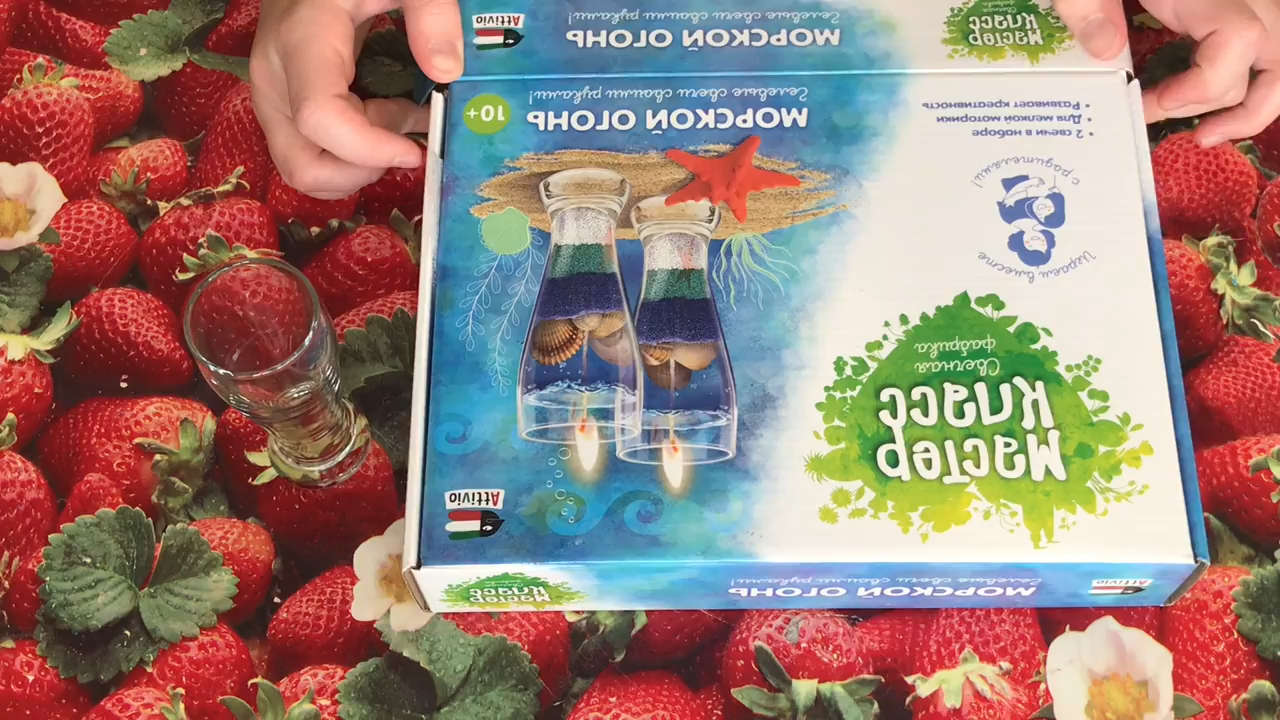 Мастер
Класс
Свечная
фабрика
Играем вместе
с родителями!
• 2 свечи в наборе
• Для мелкой моторики
• Развивает креативность
Attivio
МОРСКОЙ ОГОНЬ
Гелевые свечи своими руками!
10+
Мастер
Класс
Свечная
фабрика
МОРСКОЙ ОГОНЬ
Гелевые свечи своими руками!
Attivio
Attivio
МОРСКОЙ ОГОНЬ
Гелевые свечи своими руками!
Мастер
Класс